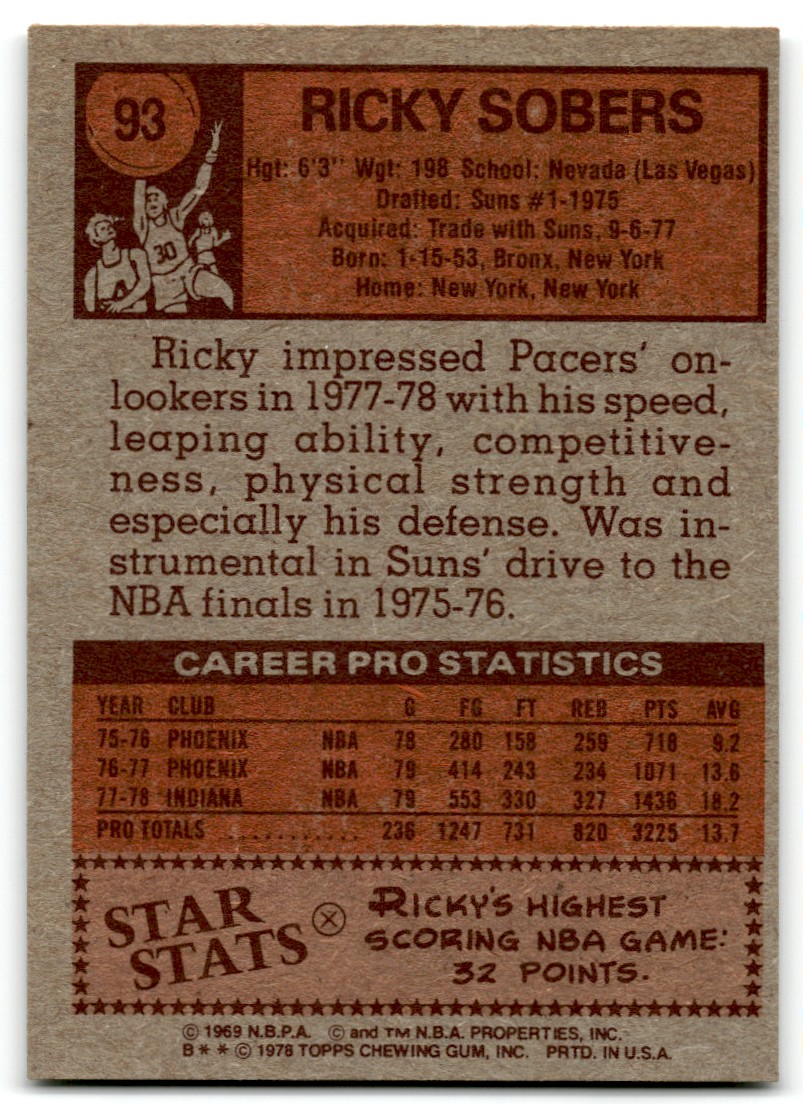 93
RICKY SOBERS
Hgt: 6'3" Wgt: 198 School: Nevada (Las Vegas)
Drafted: Suns #1-1975
Acquired: Trade with Suns, 9-6-77
Born: 1-15-53, Bronx, New York
Home: New York, New York
30
Ricky impressed Pacers' on-
lookers in 1977-78 with his speed,
leaping ability, competitive-
ness, physical strength and
especially his defense. Was in-
strumental in Suns' drive to the
NBA finals in 1975-76.
CAREER PRO STATISTICS
YEAR CLUB G FG FT REB PTS AVG
75-76 PHOENIX NBA 78 280 158 259 718 9.2
76-77 PHOENIX NBA 79 414 243 234 1071 13.6
77-78 INDIANA NBA 79 553 330 327 1436 18.2
PRO TOTALS ........... 236 1247 731 820 3225 13.7
STAR
STATS
RICKY'S HIGHEST
SCORING NBA GAME:
32 POINTS.
© 1969 N.B.P.A. © and TM N.B.A. PROPERTIES, INC.
B * * © 1978 TOPPS CHEWING GUM, INC. PRTD. IN U.S.A.